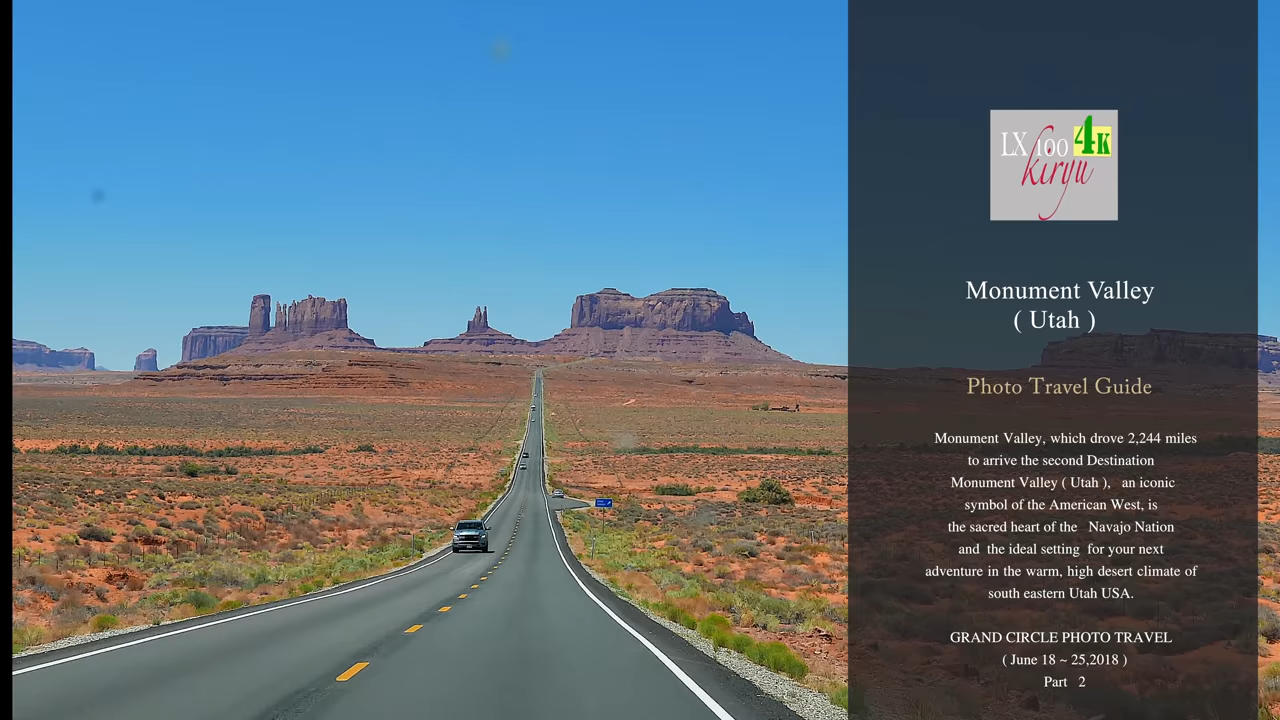 LX 100 4K
kiryu
Monument Valley
( Utah )
Photo Travel Guide
Monument Valley, which drove 2,244 miles
to arrive the second Destination
Monument Valley ( Utah ), an iconic
symbol of the American West, is
the sacred heart of the Navajo Nation
and the ideal setting for your next
adventure in the warm, high desert climate of
south eastern Utah USA.
GRAND CIRCLE PHOTO TRAVEL
( June 18 ~ 25,2018 )
Part 2